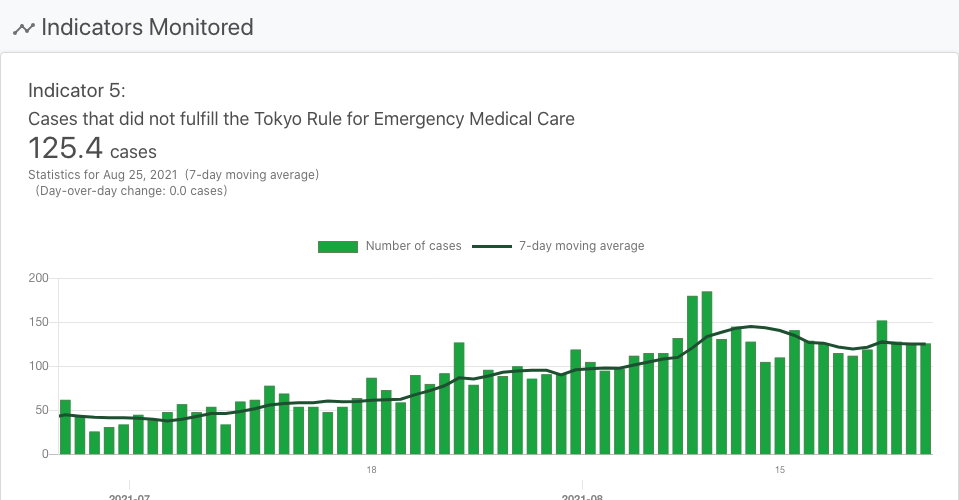 Indicators Monitored
Indicator 5:
Cases that did not fulfill the Tokyo Rule for Emergency Medical Care
125.4 cases
Statistics for Aug 25, 2021 (7-day moving average)
(Day-over-day change: 0.0 cases)
Number of cases 7-day moving average
200
150
100
50
0
18 15
2021-07 2021-08